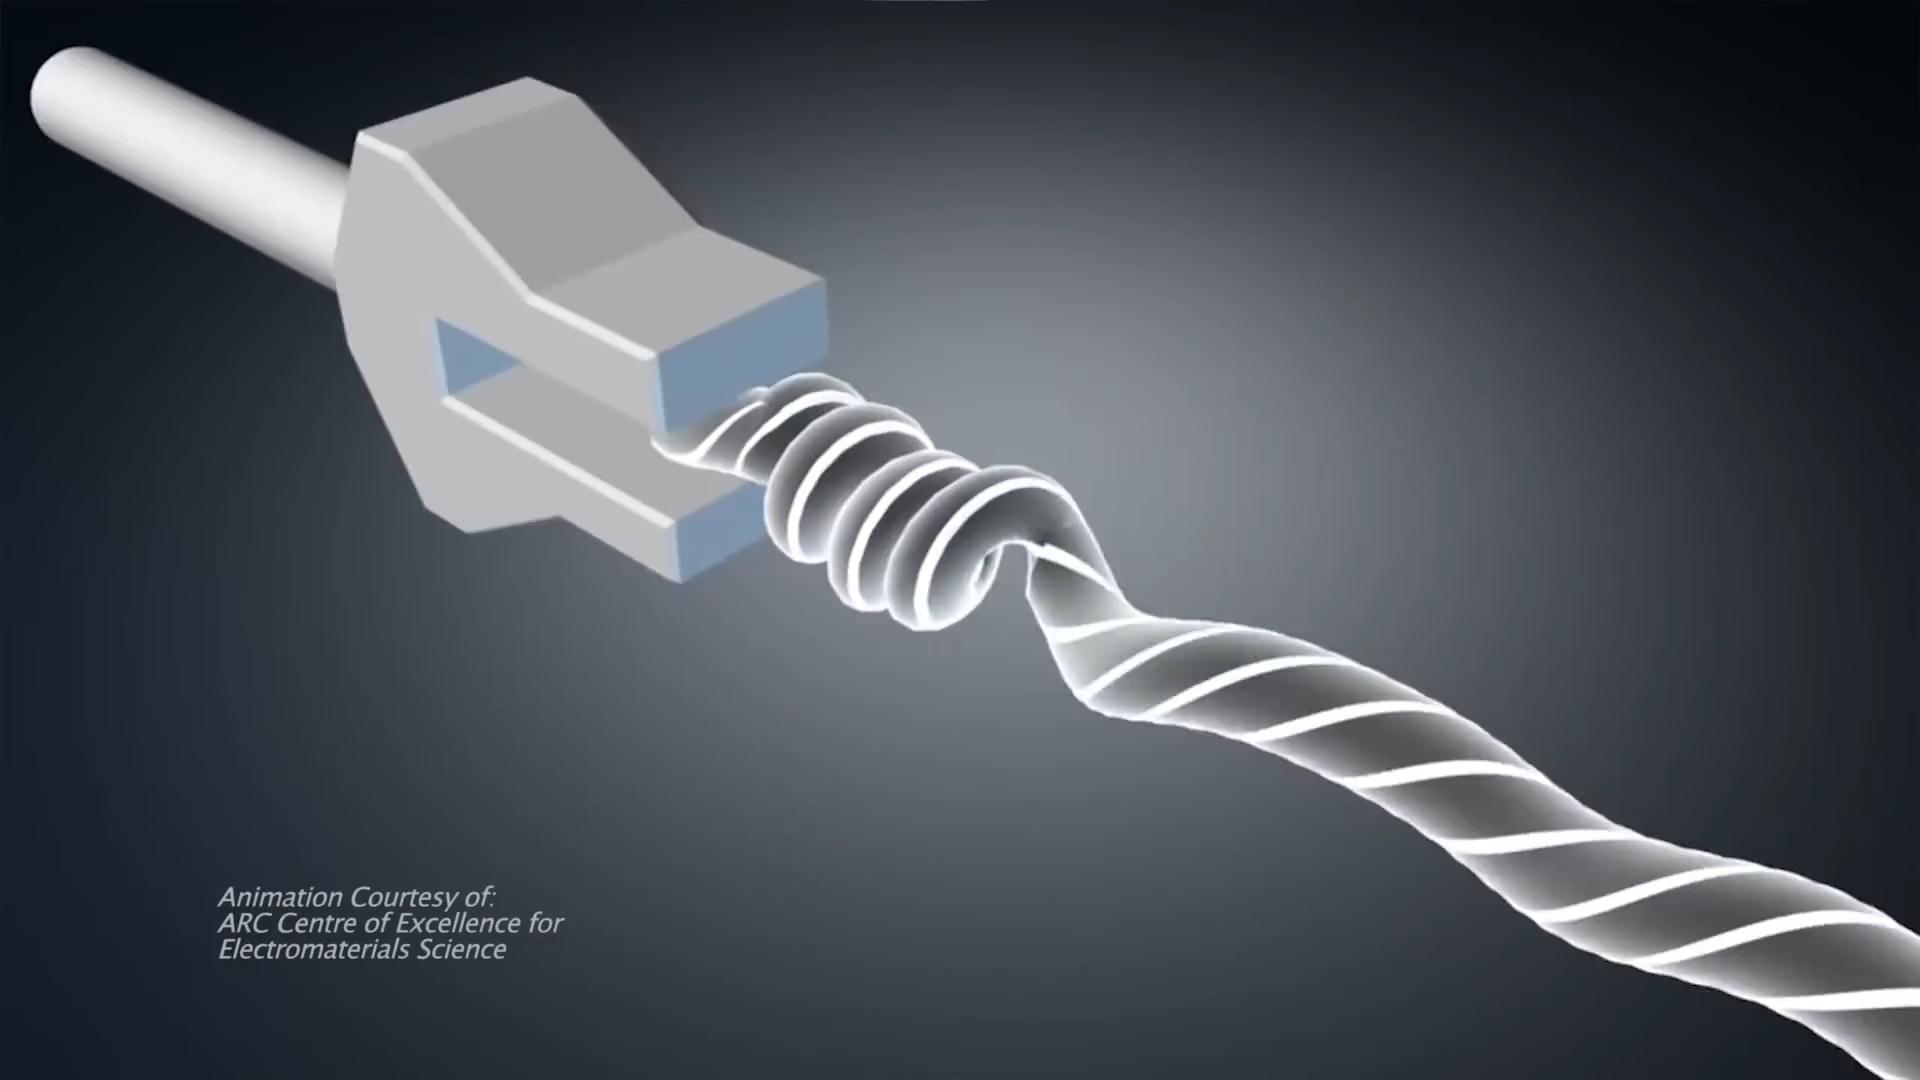 Animation Courtesy of:
ARC Centre of Excellence for
Electromaterials Science